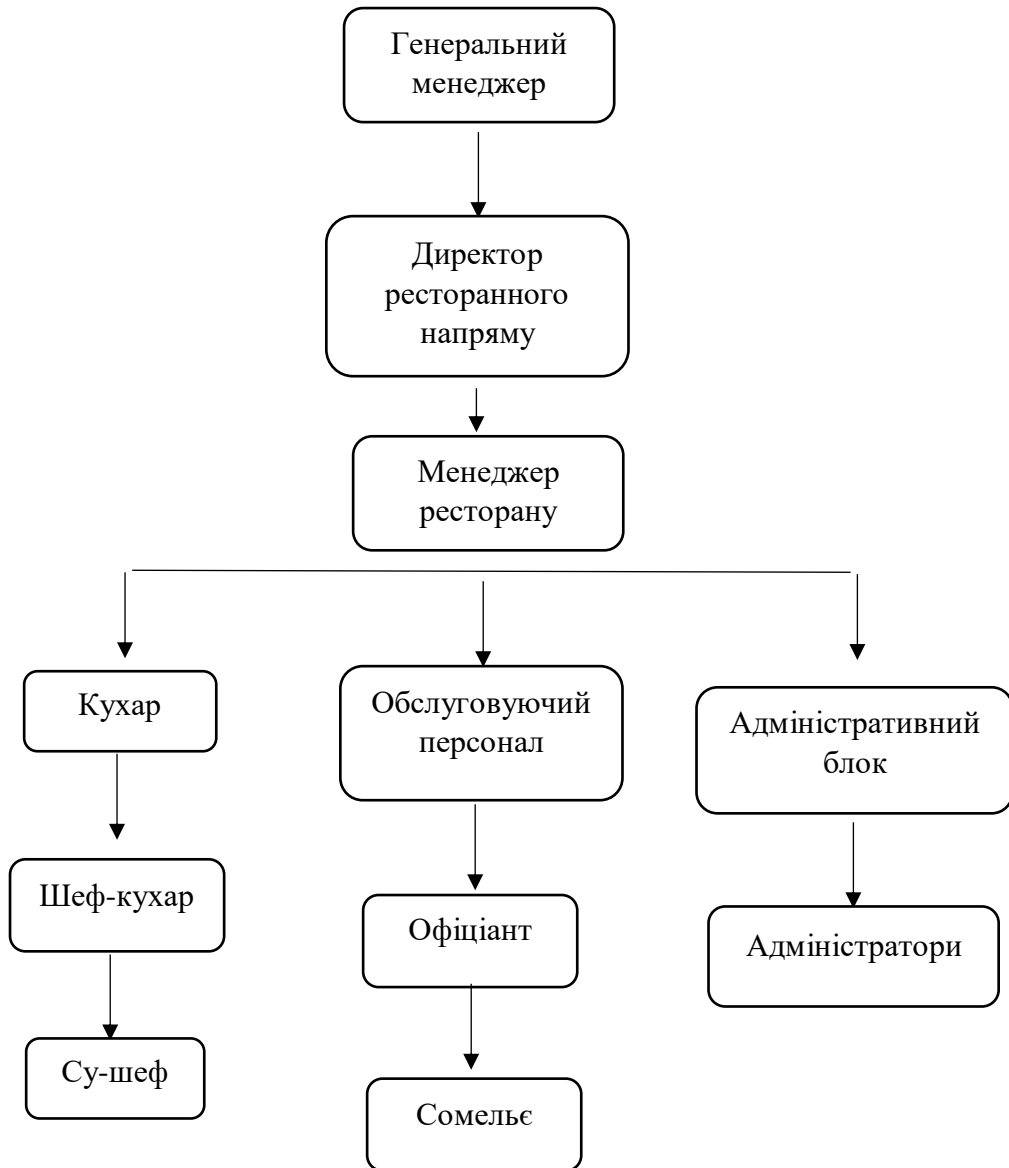 Генеральний
менеджер
Директор
ресторанного
напряму
Менеджер
ресторану
Кухар
Обслуговуючий
персонал
Адміністративний
блок
Шеф-кухар
Офіціант
Адміністратори
Су-шеф
Сомельє